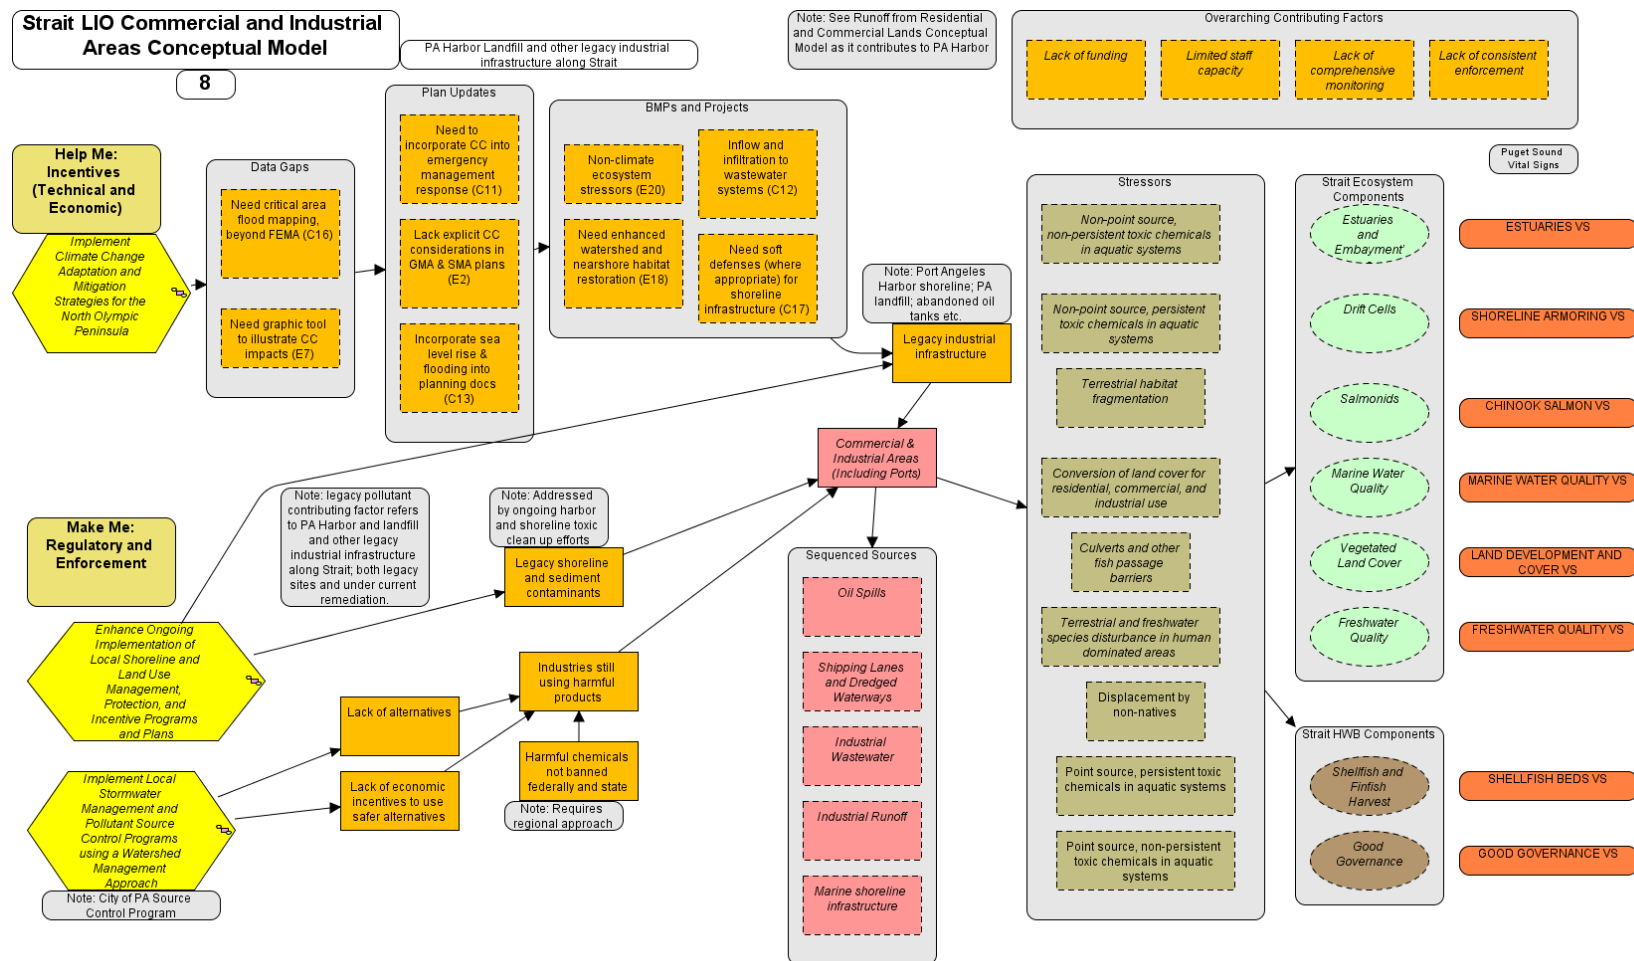 Strait LIO Commercial and Industrial
Areas Conceptual Model
8
PA Harbor Landfill and other legacy industrial
infrastructure along Strait
Note: See Runoff from Residential
and Commercial Lands Conceptual
Model as it contributes to PA Harbor
Overarching Contributing Factors
Lack of funding
Limited staff
capacity
Lack of
comprehensive
monitoring
Lack of consistent
enforcement
Puget Sound
Vital Signs
Help Me:
Incentives
(Technical and
Economic)
Implement
Climate Change
Adaptation and
Mitigation
Strategies for the
North Olympic
Peninsula
Data Gaps
Need critical area
flood mapping,
beyond FEMA (C16)
Need graphic tool
to illustrate CC
impacts (E7)
Plan Updates
Need to
incorporate CC into
emergency
management
response (C11)
Lack explicit CC
considerations in
GMA & SMA plans
(E2)
Incorporate sea
level rise &
flooding into
planning docs
(C13)
BMPs and Projects
Non-climate
ecosystem
stressors (E20)
Need enhanced
watershed and
nearshore habitat
restoration (E18)
Inflow and
infiltration to
wastewater
systems (C12)
Need soft
defenses (where
appropriate) for
shoreline
infrastructure (C17)
Note: Port Angeles
Harbor shoreline; PA
landfill; abandoned oil
tanks etc.
Legacy industrial
infrastructure
Commercial &
Industrial Areas
(Including Ports)
Make Me:
Regulatory and
Enforcement
Enhance Ongoing
Implementation of
Local Shoreline and
Land Use
Management,
Protection, and
Incentive Programs
and Plans
Note: legacy pollutant
contributing factor refers
to PA Harbor and landfill
and other legacy
industrial infrastructure
along Strait; both legacy
sites and under current
remediation.
Note: Addressed
by ongoing harbor
and shoreline toxic
clean up efforts
Legacy shoreline
and sediment
contaminants
Industries still
using harmful
products
Lack of alternatives
Lack of economic
incentives to use
safer alternatives
Harmful chemicals
not banned
federally and state
Note: Requires
regional approach
Implement Local
Stormwater
Management and
Pollutant Source
Control Programs
using a Watershed
Management
Approach
Note: City of PA Source
Control Program
Sequenced Sources
Oil Spills
Shipping Lanes
and Dredged
Waterways
Industrial
Wastewater
Industrial Runoff
Marine shoreline
infrastructure
Stressors
Non-point source,
non-persistent toxic chemicals
in aquatic systems
Non-point source, persistent
toxic chemicals in aquatic
systems
Terrestrial habitat
fragmentation
Conversion of land cover for
residential, commercial, and
industrial use
Culverts and other
fish passage
barriers
Terrestrial and freshwater
species disturbance in human
dominated areas
Displacement by
non-natives
Point source, persistent toxic
chemicals in aquatic systems
Point source, non-persistent
toxic chemicals in aquatic
systems
Strait Ecosystem
Components
Estuaries
and
Embayment'
Drift Cells
Salmonids
Marine Water
Quality
Vegetated
Land Cover
Freshwater
Quality
Strait HWB Components
Shellfish and
Finfish
Harvest
Good
Governance
ESTUARIES VS
SHORELINE ARMORING VS
CHINOOK SALMON VS
MARINE WATER QUALITY VS
LAND DEVELOPMENT AND
COVER VS
FRESHWATER QUALITY VS
SHELLFISH BEDS VS
GOOD GOVERNANCE VS